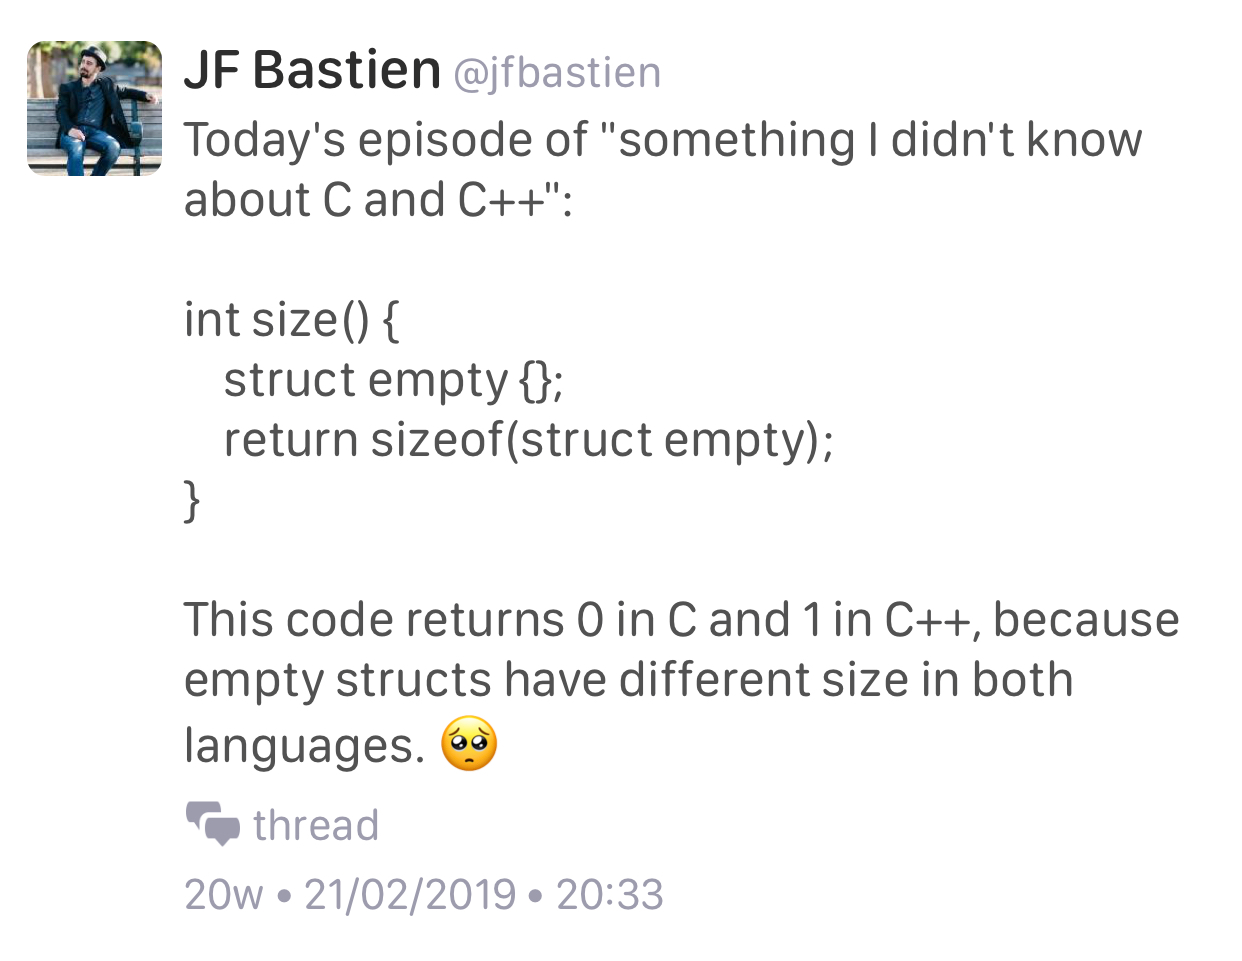 JF Bastien @jfbastien
Today's episode of "something I didn't know
about C and C++":
int size() {
struct empty {};
return sizeof(struct empty);
}
This code returns 0 in C and 1 in C++, because
empty structs have different size in both
languages. 🥺
thread
20w • 21/02/2019 • 20:33